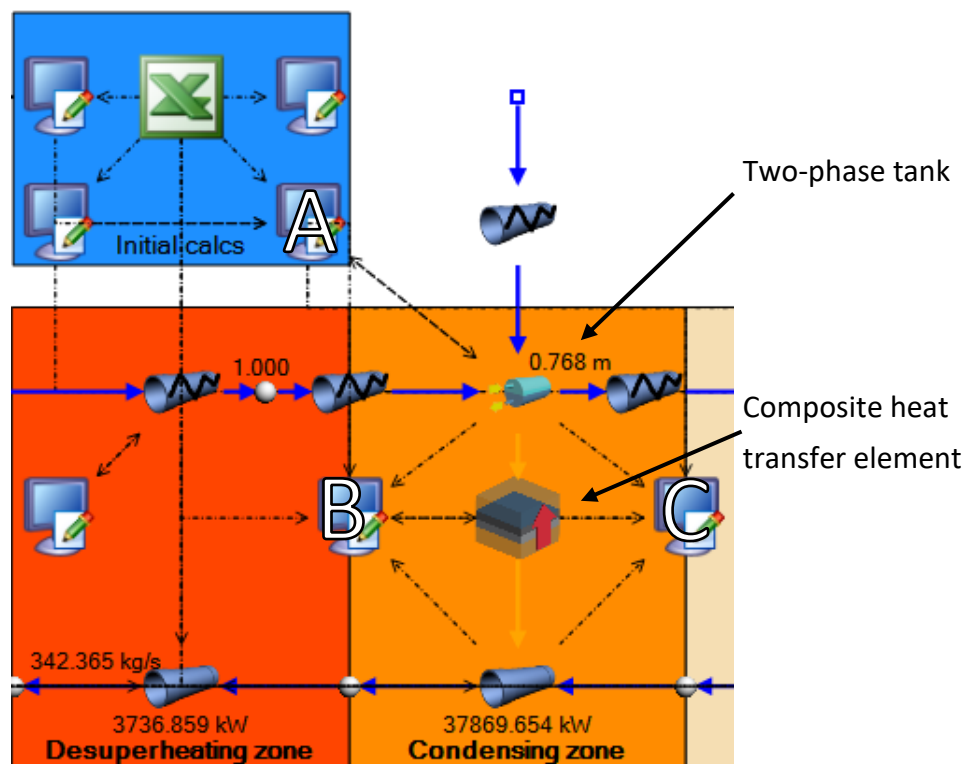 A
Initial calcs
Two-phase tank
1.000
0.768 m
Composite heat
transfer element
B
C
342.365 kg/s
3736.859 kW
37869.654 kW
Desuperheating zone
Condensing zone